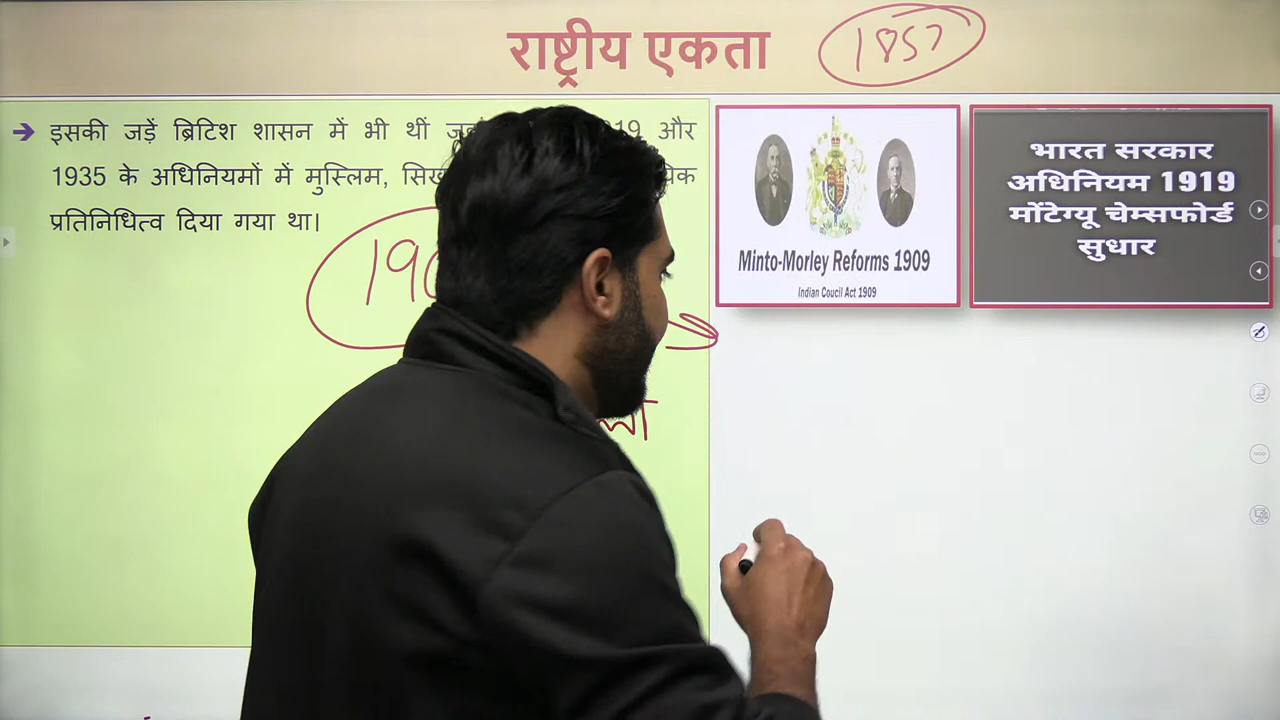 राष्ट्रीय एकता
1857
इसकी जड़ें ब्रिटिश शासन में भी थीं और
1935 के अधिनियमों में मुस्लिम,
प्रतिनिधित्व दिया गया था।
Minto-Morley Reforms 1909
Indian Coucil Act 1909
भारत सरकार
अधिनियम 1919
मोंटेग्यू चेम्सफोर्ड
सुधार